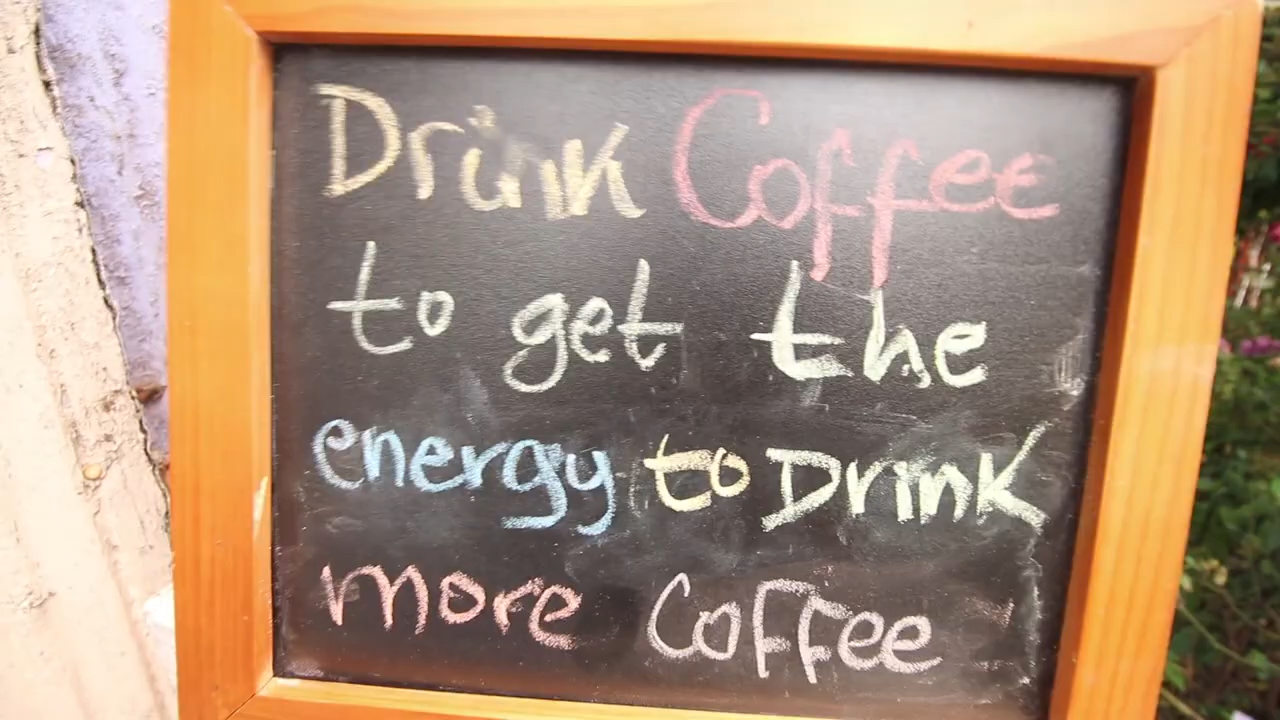 Drink Coffee
to get the
energy to Drink
more Coffee